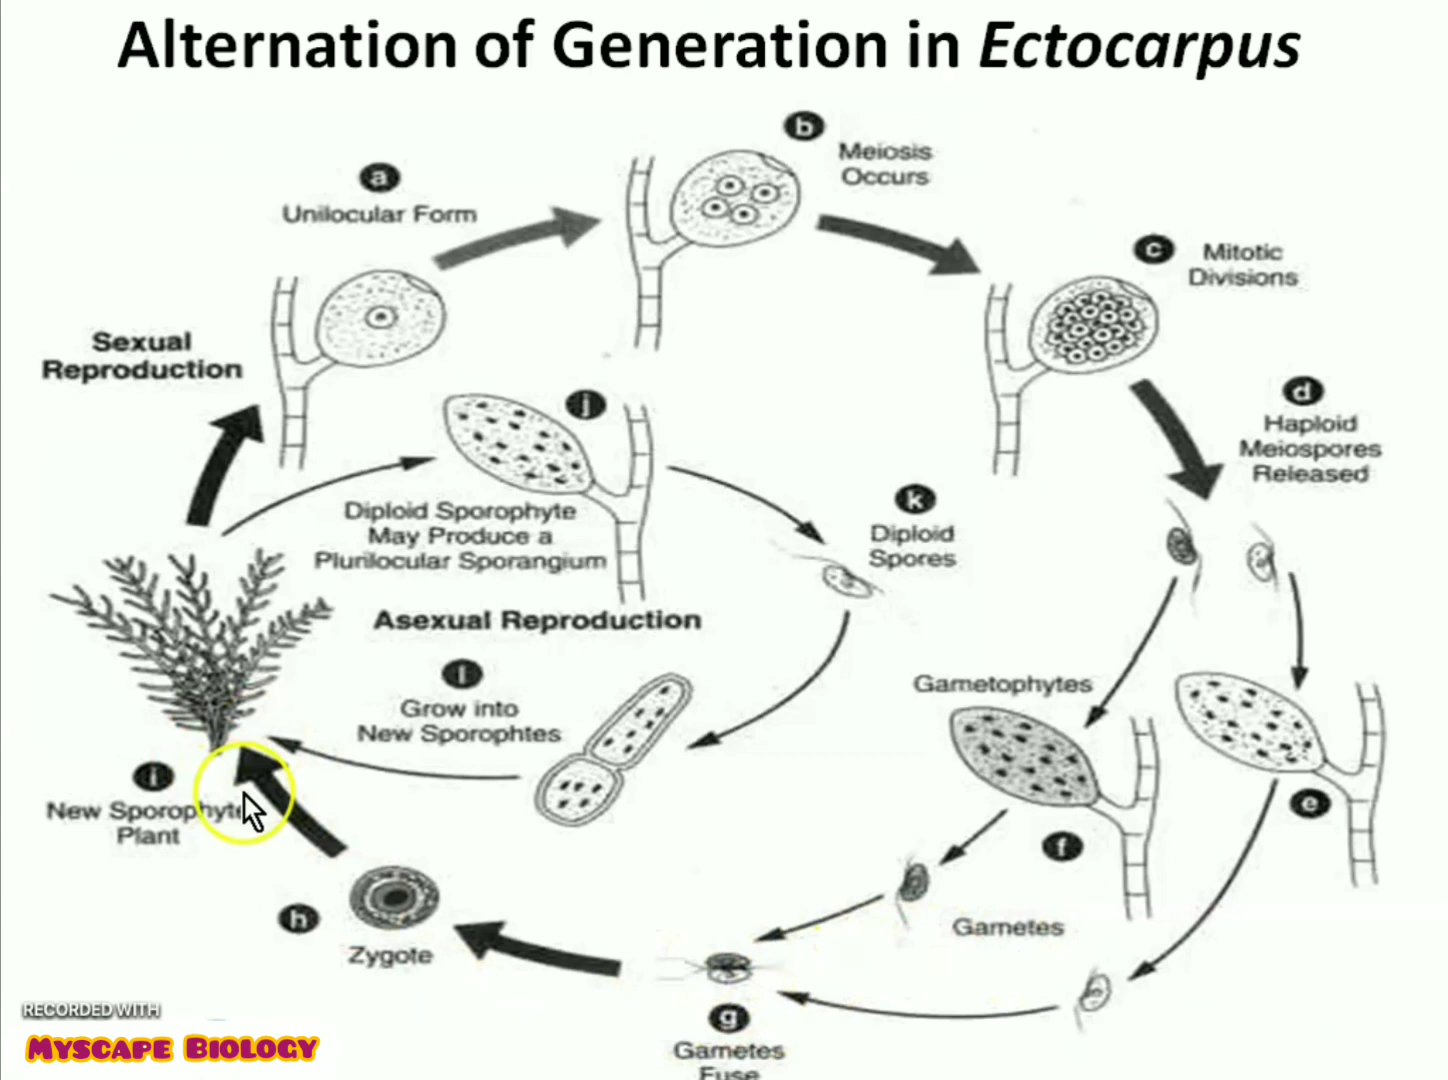 Alternation of Generation in Ectocarpus
a
Unilocular Form
b
Meiosis
Occurs
c
Mitotic
Divisions
Sexual
Reproduction
d
Haploid
Meiospores
Released
j
Diploid Sporophyte
May Produce a
Plurilocular Sporangium
k
Diploid
Spores
Asexual Reproduction
l
Grow into
New Sporophtes
Gametophytes
e
f
i
New Sporophyte
Plant
h
Zygote
Gametes
g
Gametes
Fuse
RECORDED WITH
MYSCAPE BIOLOGY